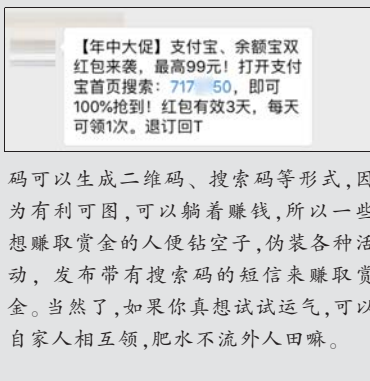 【年中大促】支付宝、余额宝双
红包来袭，最高99元！打开支付
宝首页搜索：717 50，即可
100%抢到！红包有效3天，每天
可领1次。退订回T
码可以生成二维码、搜索码等形式,因
为有利可图,可以躺着赚钱,所以一些
想赚取赏金的人便钻空子,伪装各种活
动，发布带有搜索码的短信来赚取赏
金。当然了,如果你真想试试运气,可以
自家人相互领,肥水不流外人田嘛。